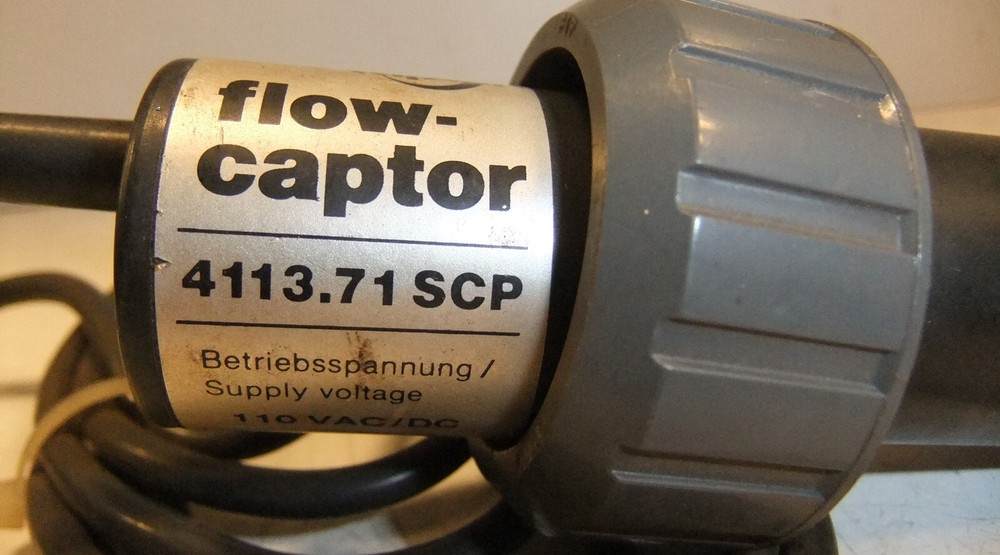 flow-
captor
4113.71 SCP
Betriebsspannung /
Supply voltage
110 VAC/DC